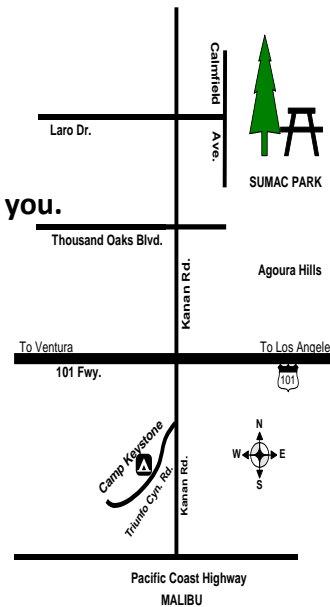 Calmfield
Ave.
Laro Dr.
SUMAC PARK
you.
Thousand Oaks Blvd.
Kanan Rd.
Agoura Hills
To Ventura
To Los Angele
101 Fwy.
101
Camp Keystone
Triunfo Cyn. Rd.
Kanan Rd.
N
W
E
S
Pacific Coast Highway
MALIBU